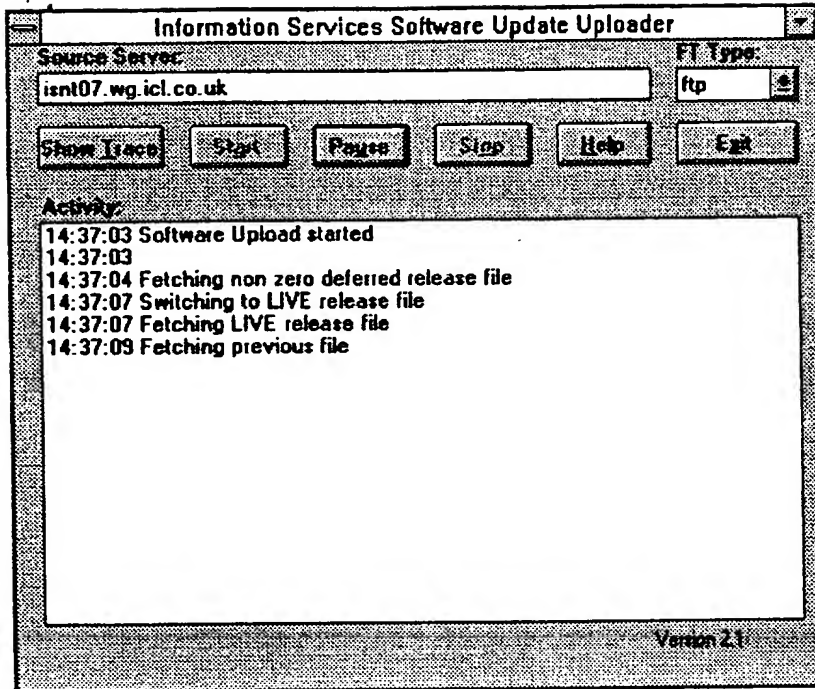 Information Services Software Update Uploader
Source Server: FT Type:
isnt07.wg.icl.co.uk ftp
Show Trace Start Pause Stop Help Exit
Activity:
14:37:03 Software Upload started
14:37:03
14:37:04 Fetching non zero deferred release file
14:37:07 Switching to LIVE release file
14:37:07 Fetching LIVE release file
14:37:09 Fetching previous file
Version 2.1